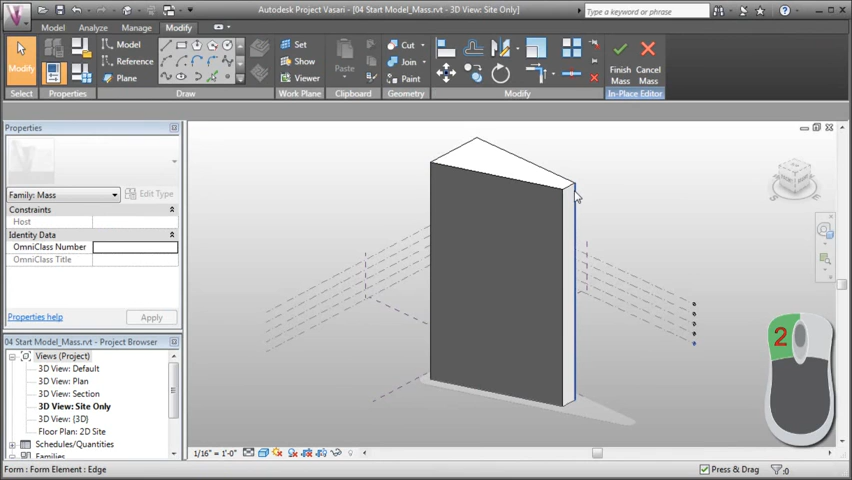 Autodesk Project Vasari - [04 Start Model_Mass.rvt - 3D View: Site Only]
Type a keyword or phrase
Model Analyze Manage Modify
Modify
Model
Reference
Plane
Set
Show
Viewer
Paste
Cut
Join
Paint
Finish Mass
Cancel Mass
Select Properties Draw Work Plane Clipboard Geometry Modify In-Place Editor
Properties
Family: Mass
Edit Type
Constraints
Host
Identity Data
OmniClass Number
OmniClass Title
Properties help
Apply
04 Start Model_Mass.rvt - Project Browser
Views (Project)
3D View: Default
3D View: Plan
3D View: Section
3D View: Site Only
3D View: {3D}
Floor Plan: 2D Site
Schedules/Quantities
Families
2
1/16" = 1'-0"
Form : Form Element : Edge
Press & Drag
:0